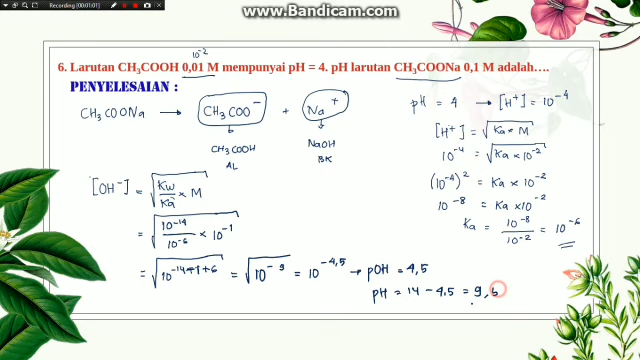 Recording [00:01:01]
www.Bandicam.com
10⁻²
6. Larutan CH₃COOH 0,01 M mempunyai pH = 4. pH larutan CH₃COONa 0,1 M adalah….
PENYELESAIAN :
CH₃COONa → CH₃COO⁻ + Na⁺
CH₃COOH
AL
NaOH
BK
[OH⁻] = √(Kw/Ka × M)
= √(10⁻¹⁴/10⁻⁶ × 10⁻¹)
= √(10^(-14+1+6)) = √(10⁻⁹) = 10^(-4,5) → pOH = 4,5
pH = 14 - 4,5 = 9,5
pH = 4 → [H⁺] = 10⁻⁴
[H⁺] = √(Ka × M)
10⁻⁴ = √(Ka × 10⁻²)
(10⁻⁴)² = Ka × 10⁻²
10⁻⁸ = Ka × 10⁻²
Ka = 10⁻⁸/10⁻² = 10⁻⁶